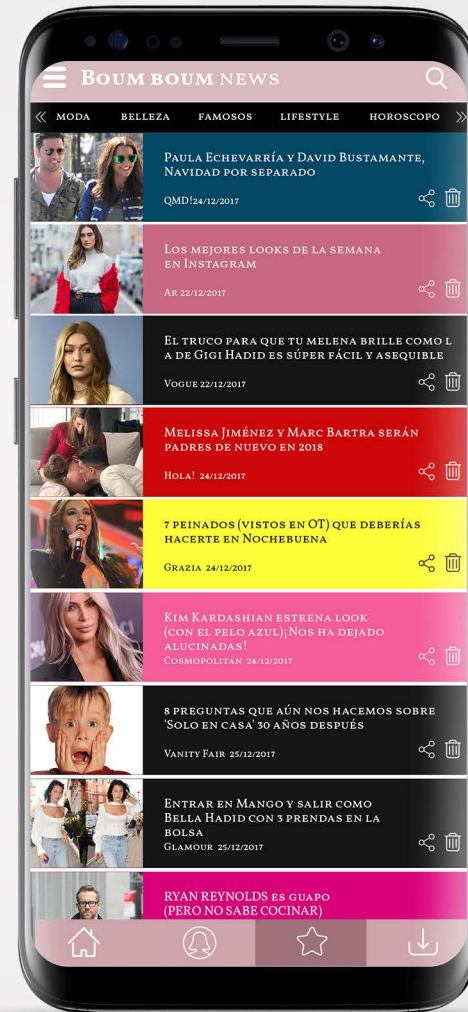 BOUM BOUM NEWS
« MODA BELLEZA FAMOSOS LIFESTYLE HOROSCOPO »
PAULA ECHEVARRÍA Y DAVID BUSTAMANTE,
NAVIDAD POR SEPARADO
QMD!24/12/2017
LOS MEJORES LOOKS DE LA SEMANA
EN INSTAGRAM
AR 22/12/2017
EL TRUCO PARA QUE TU MELENA BRILLE COMO L
A DE GIGI HADID ES SÚPER FÁCIL Y ASEQUIBLE
VOGUE 22/12/2017
MELISSA JIMÉNEZ Y MARC BARTRA SERÁN
PADRES DE NUEVO EN 2018
HOLA! 24/12/2017
7 PEINADOS (VISTOS EN OT) QUE DEBERÍAS
HACERTE EN NOCHEBUENA
GRAZIA 24/12/2017
KIM KARDASHIAN ESTRENA LOOK
(CON EL PELO AZUL)¡NOS HA DEJADO
ALUCINADAS!
COSMOPOLITAN 24/12/2017
8 PREGUNTAS QUE AÚN NOS HACEMOS SOBRE
'SOLO EN CASA' 30 AÑOS DESPUÉS
VANITY FAIR 25/12/2017
ENTRAR EN MANGO Y SALIR COMO
BELLA HADID CON 3 PRENDAS EN LA
BOLSA
GLAMOUR 25/12/2017
RYAN REYNOLDS ES GUAPO
(PERO NO SABE COCINAR)